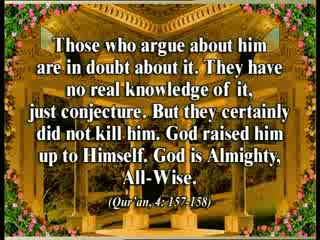 Those who argue about him
are in doubt about it. They have
no real knowledge of it,
just conjecture. But they certainly
did not kill him. God raised him
up to Himself. God is Almighty,
All-Wise.
(Qur'an, 4: 157-158)